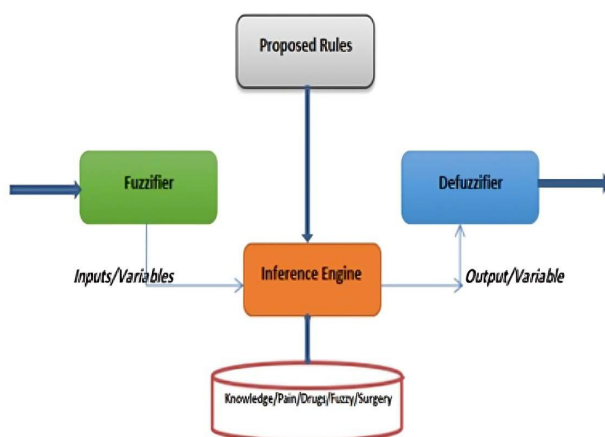 Proposed Rules
Fuzzifier
Defuzzifier
Inputs/Variables
Inference Engine
Output/Variable
Knowledge/Pain/Drugs/Fuzzy/Surgery